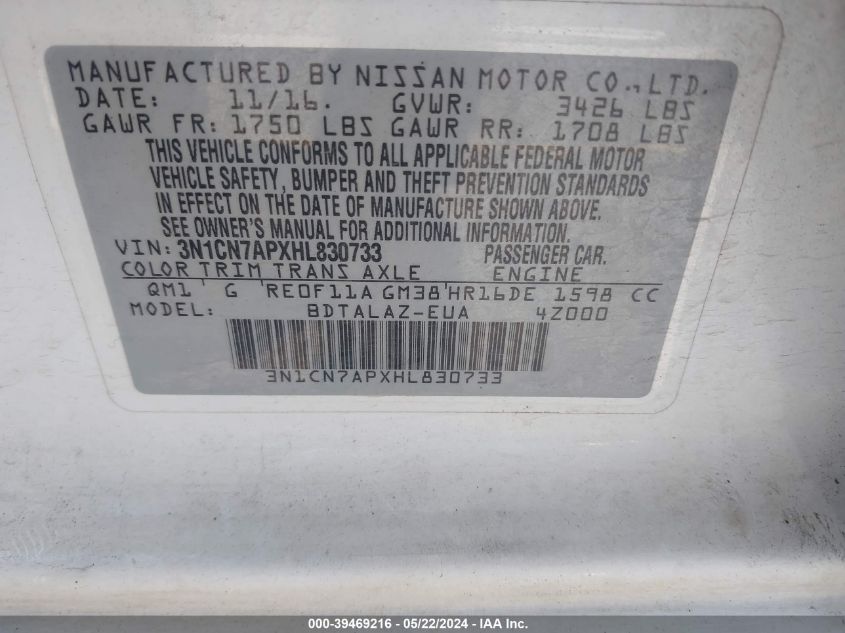 MANUFACTURED BY NISSAN MOTOR CO., LTD.
DATE: 11/16. GVWR: 3426 LBS
GAWR FR: 1750 LBS GAWR RR: 1708 LBS
THIS VEHICLE CONFORMS TO ALL APPLICABLE FEDERAL MOTOR
VEHICLE SAFETY, BUMPER AND THEFT PREVENTION STANDARDS
IN EFFECT ON THE DATE OF MANUFACTURE SHOWN ABOVE.
SEE OWNER'S MANUAL FOR ADDITIONAL INFORMATION.
VIN: 3N1CN7APXHL830733 PASSENGER CAR.
COLOR TRIM TRANS AXLE ENGINE
QM1 G RE0F11A GM38 HR16DE 1598 CC
MODEL: BDTALAZ-EUA 4Z000
3N1CN7APXHL830733
000-39469216 - 05/22/2024 - IAA Inc.